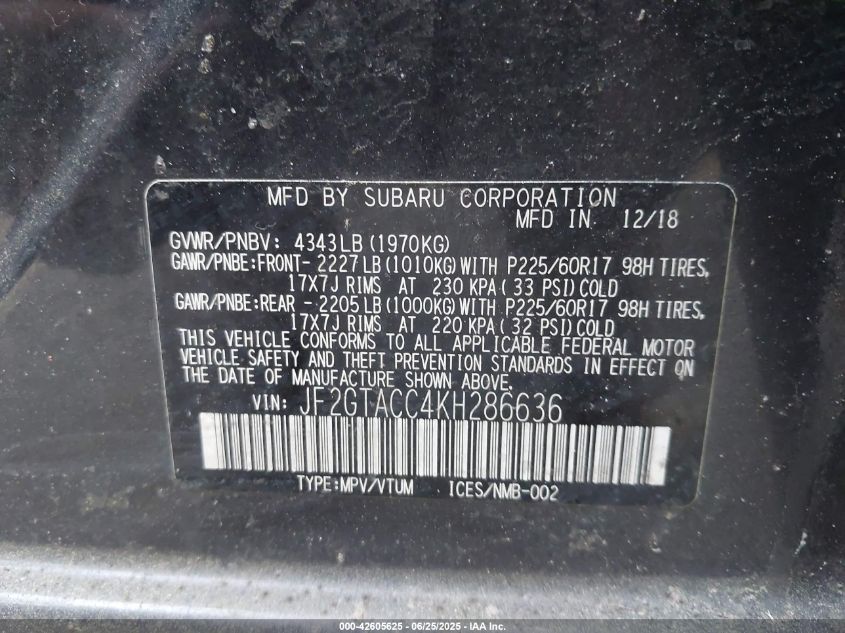 MFD BY SUBARU CORPORATION
MFD IN 12/18
GVWR/PNBV: 4343LB (1970KG)
GAWR/PNBE:FRONT- 2227LB (1010KG) WITH P225/60R17 98H TIRES,
17X7J RIMS AT 230 KPA ( 33 PSI) COLD
GAWR/PNBE:REAR - 2205LB (1000KG) WITH P225/60R17 98H TIRES,
17X7J RIMS AT 220 KPA ( 32 PSI) COLD
THIS VEHICLE CONFORMS TO ALL APPLICABLE FEDERAL MOTOR
VEHICLE SAFETY AND THEFT PREVENTION STANDARDS IN EFFECT ON
THE DATE OF MANUFACTURE SHOWN ABOVE.
VIN: JF2GTACC4KH286636
TYPE:MPV/VTUM ICES/NMB-002
000-42605625 - 06/25/2025 - IAA Inc.